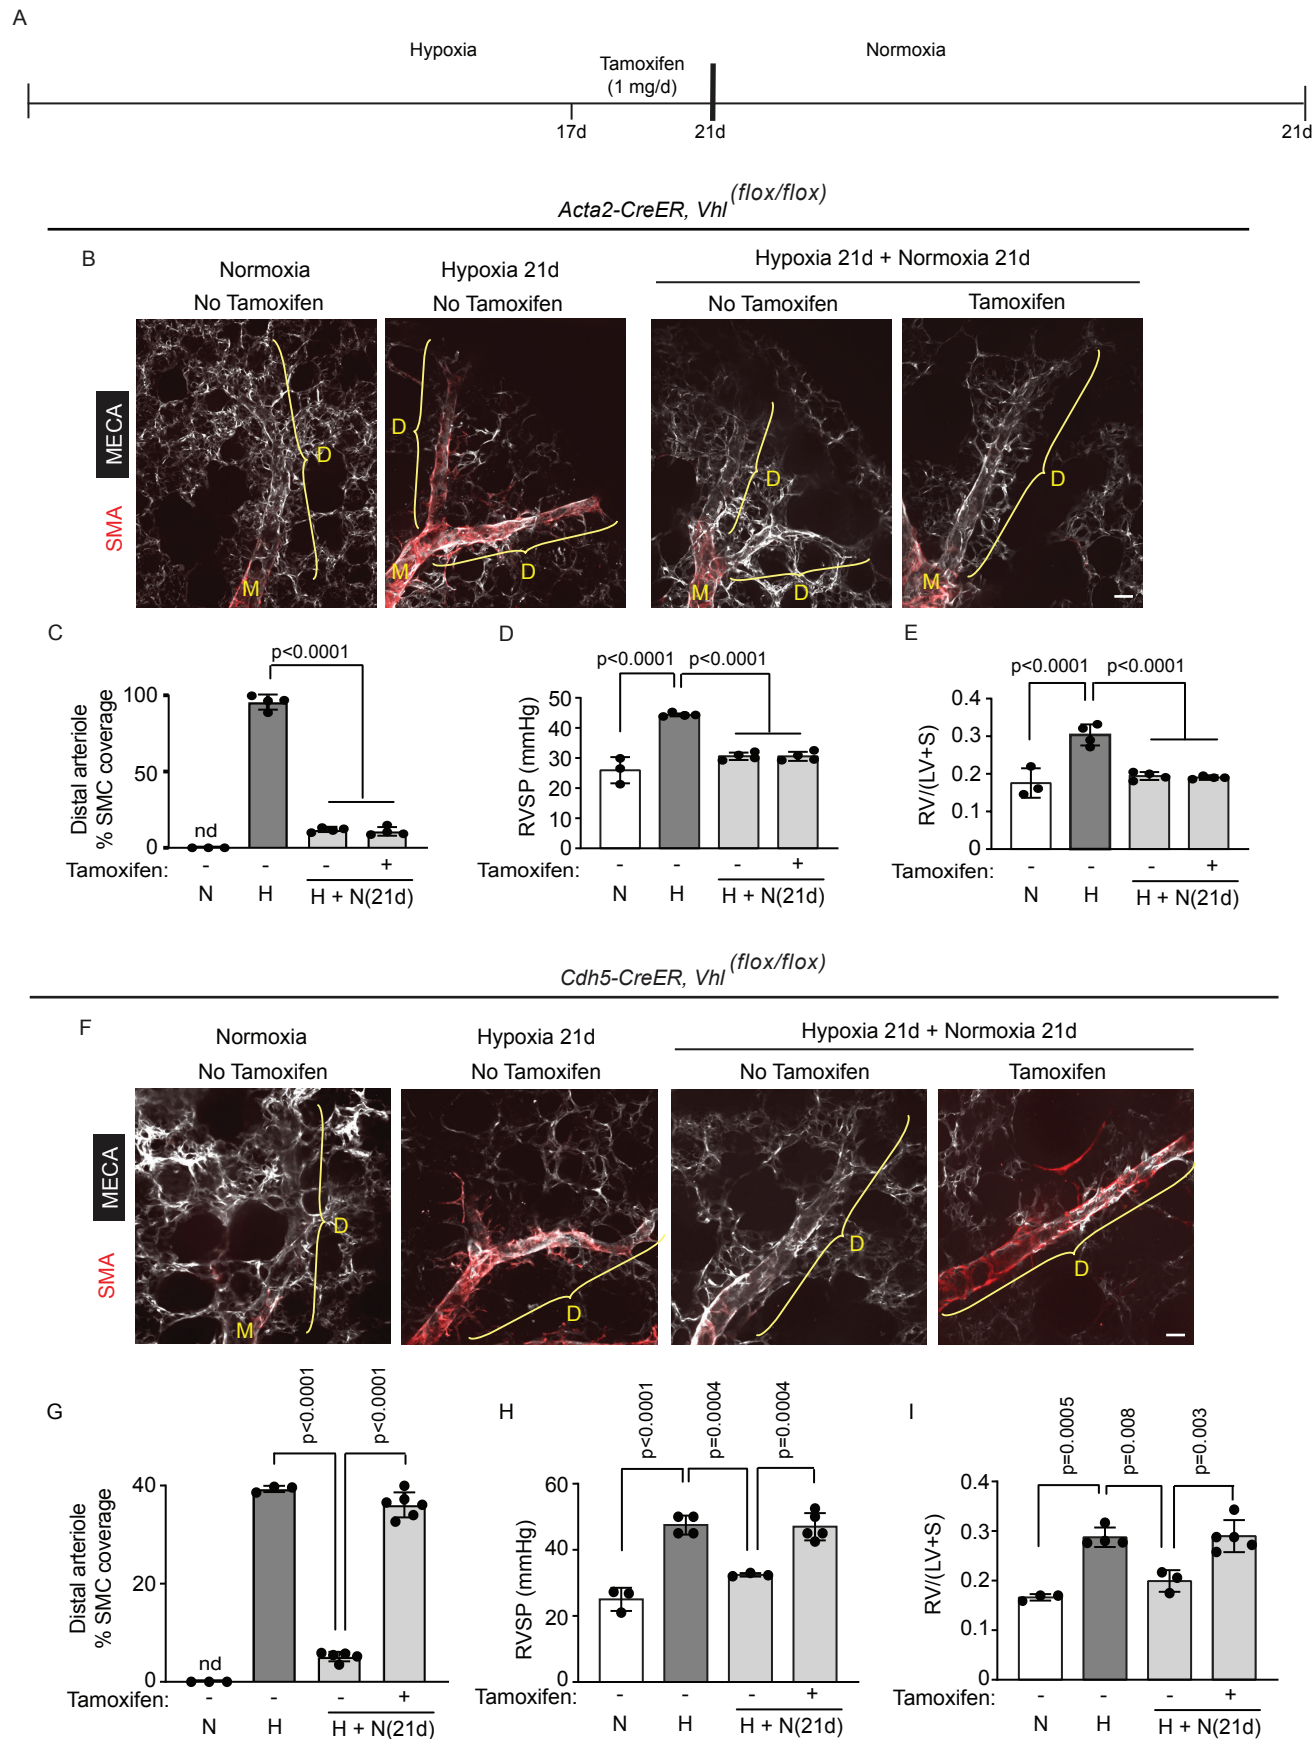 A
Hypoxia
Tamoxifen
(1 mg/d)
Normoxia
17d
21d
21d
Acta2-CreER, Vhl (flox/flox)
B
Normoxia
Hypoxia 21d
Hypoxia 21d + Normoxia 21d
No Tamoxifen
No Tamoxifen
No Tamoxifen
Tamoxifen
SMA MECA
D
M
D
D
M
D
D
M
D
M
C
p<0.0001
Distal arteriole
% SMC coverage
100
50
0
nd
Tamoxifen: - - - +
N H H + N(21d)
D
p<0.0001 p<0.0001
RVSP (mmHg)
50
40
30
20
10
0
Tamoxifen: - - - +
N H H + N(21d)
E
p<0.0001 p<0.0001
RV/(LV+S)
0.4
0.3
0.2
0.1
0
Tamoxifen: - - - +
N H H + N(21d)
Cdh5-CreER, Vhl (flox/flox)
F
Normoxia
Hypoxia 21d
Hypoxia 21d + Normoxia 21d
No Tamoxifen
No Tamoxifen
No Tamoxifen
Tamoxifen
SMA MECA
D
M
D
D
D
G
p<0.0001
p<0.0001
Distal arteriole
% SMC coverage
40
20
0
nd
Tamoxifen: - - - +
N H H + N(21d)
H
p<0.0001
p=0.0004
p=0.0004
RVSP (mmHg)
60
40
20
0
Tamoxifen: - - - +
N H H + N(21d)
I
p=0.0005
p=0.008
p=0.003
RV/(LV+S)
0.4
0.3
0.2
0.1
0
Tamoxifen: - - - +
N H H + N(21d)